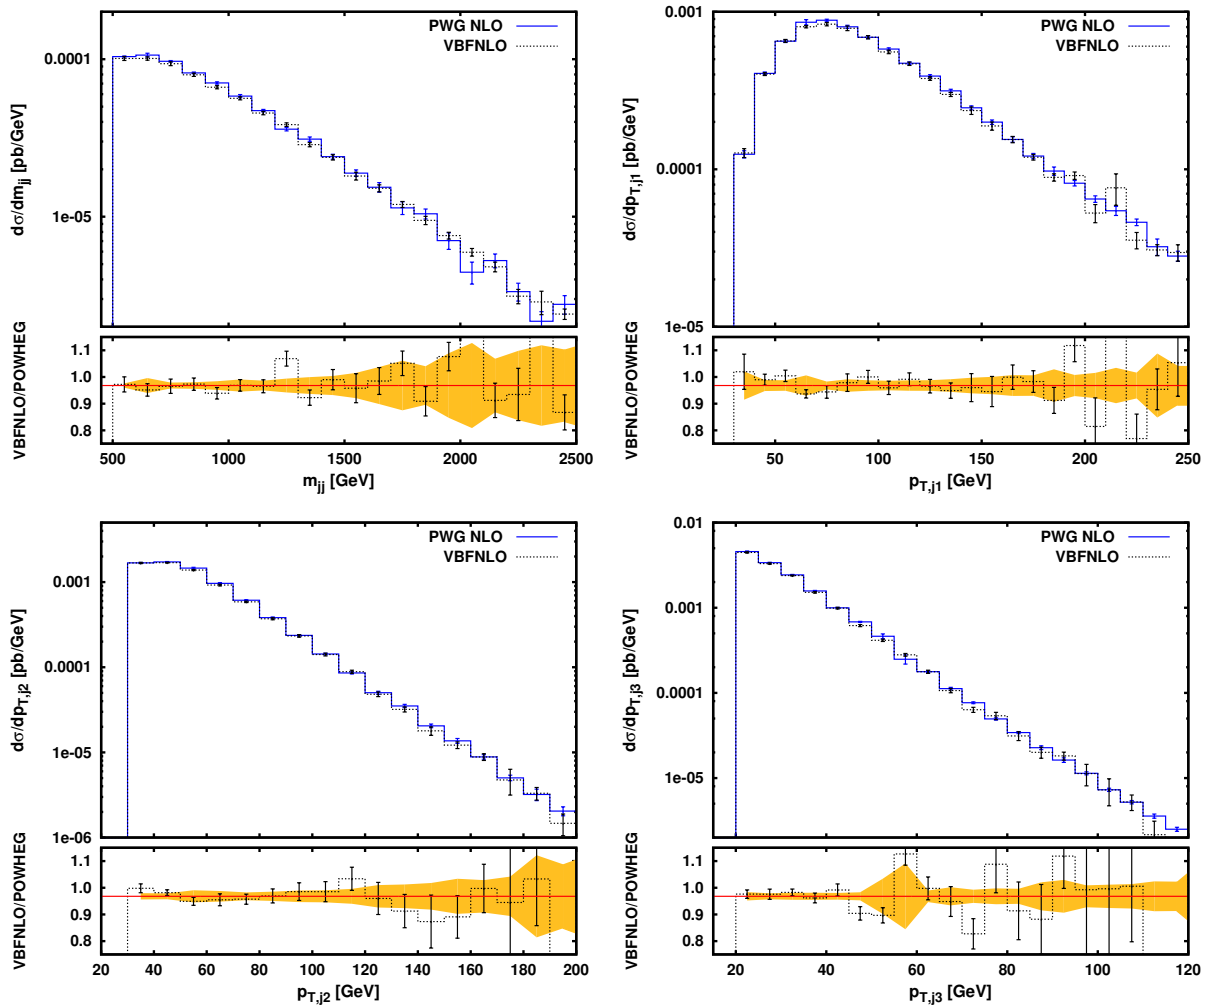 PWG NLO
VBFNLO
0.0001
1e-05
dσ/dm_jj [pb/GeV]
1.1
1.0
0.9
0.8
VBFNLO/POWHEG
500 1000 1500 2000 2500
m_jj [GeV]
PWG NLO
VBFNLO
0.001
0.0001
1e-05
dσ/dp_T,j1 [pb/GeV]
1.1
1.0
0.9
0.8
VBFNLO/POWHEG
50 100 150 200 250
p_T,j1 [GeV]
PWG NLO
VBFNLO
0.001
0.0001
1e-05
1e-06
dσ/dp_T,j2 [pb/GeV]
1.1
1.0
0.9
0.8
VBFNLO/POWHEG
20 40 60 80 100 120 140 160 180 200
p_T,j2 [GeV]
PWG NLO
VBFNLO
0.01
0.001
0.0001
1e-05
dσ/dp_T,j3 [pb/GeV]
1.1
1.0
0.9
0.8
VBFNLO/POWHEG
20 40 60 80 100 120
p_T,j3 [GeV]